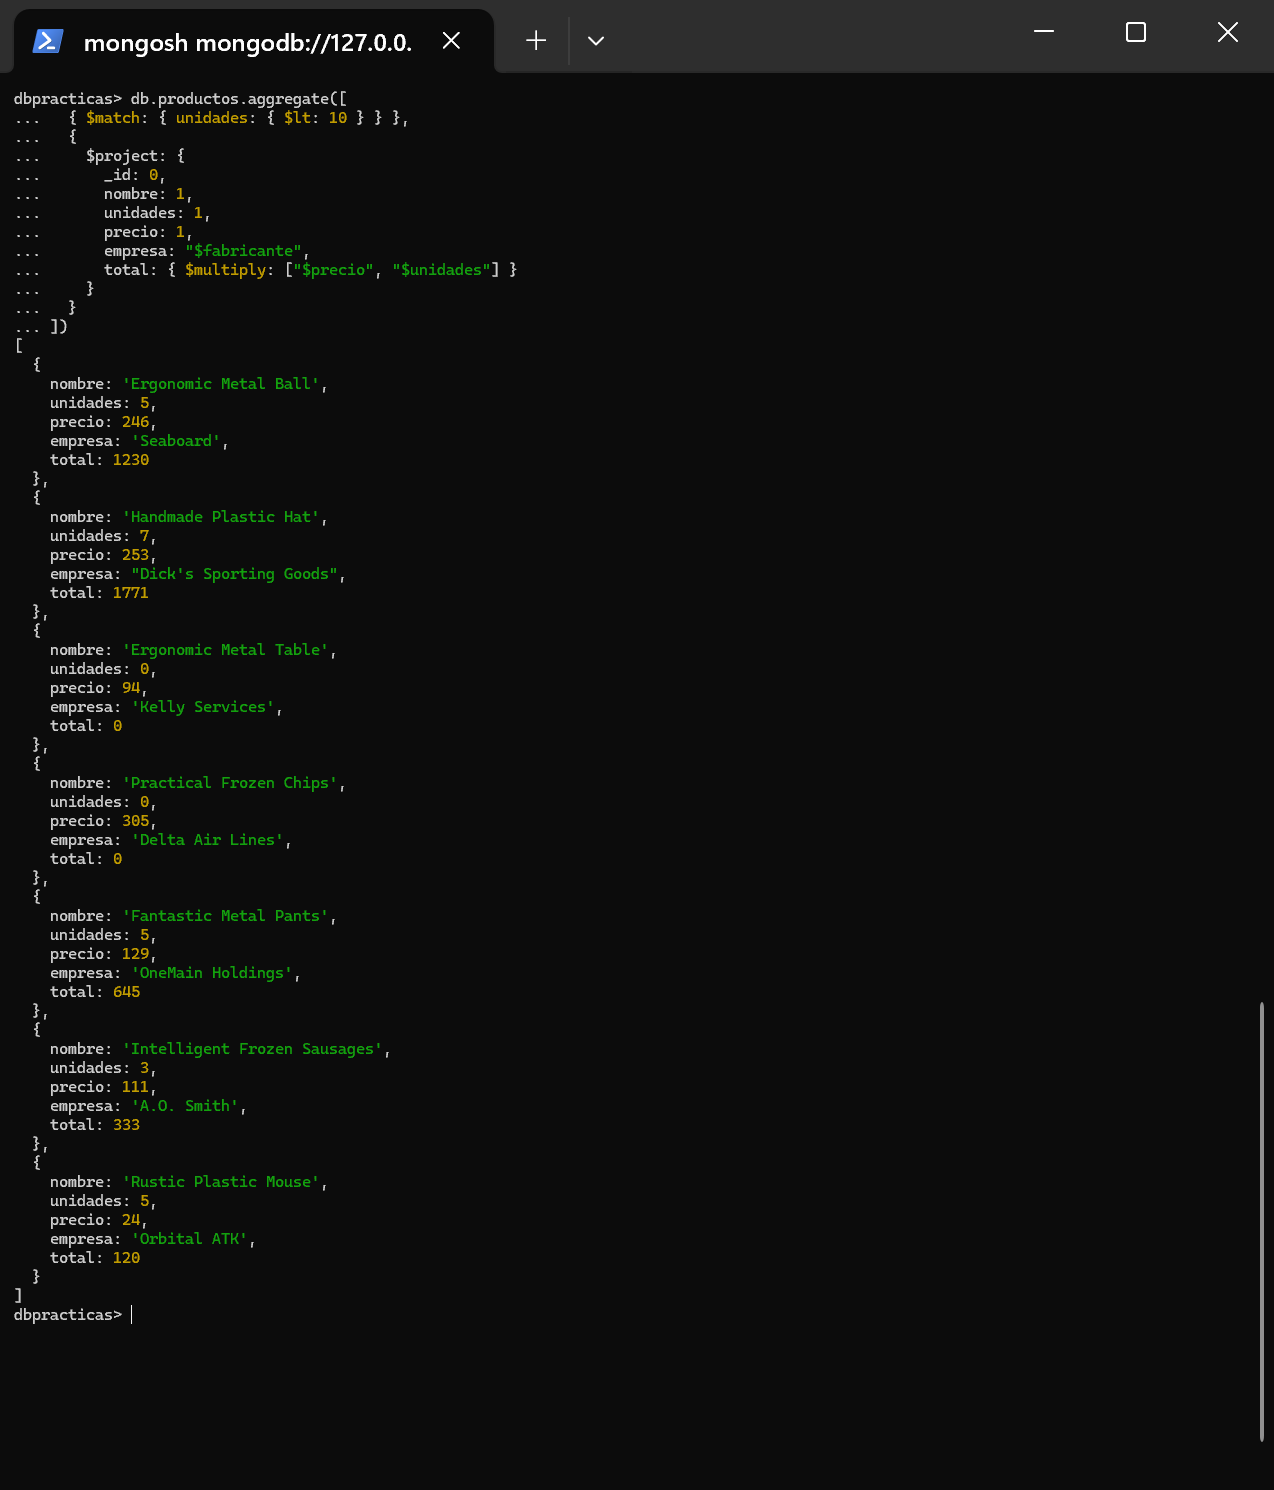 mongosh mongodb://127.0.0.
dbpracticas> db.productos.aggregate([
...   { $match: { unidades: { $lt: 10 } } },
...   {
...     $project: {
...       _id: 0,
...       nombre: 1,
...       unidades: 1,
...       precio: 1,
...       empresa: "$fabricante",
...       total: { $multiply: ["$precio", "$unidades"] }
...     }
...   }
... ])
[
  {
    nombre: 'Ergonomic Metal Ball',
    unidades: 5,
    precio: 246,
    empresa: 'Seaboard',
    total: 1230
  },
  {
    nombre: 'Handmade Plastic Hat',
    unidades: 7,
    precio: 253,
    empresa: "Dick's Sporting Goods",
    total: 1771
  },
  {
    nombre: 'Ergonomic Metal Table',
    unidades: 0,
    precio: 94,
    empresa: 'Kelly Services',
    total: 0
  },
  {
    nombre: 'Practical Frozen Chips',
    unidades: 0,
    precio: 305,
    empresa: 'Delta Air Lines',
    total: 0
  },
  {
    nombre: 'Fantastic Metal Pants',
    unidades: 5,
    precio: 129,
    empresa: 'OneMain Holdings',
    total: 645
  },
  {
    nombre: 'Intelligent Frozen Sausages',
    unidades: 3,
    precio: 111,
    empresa: 'A.O. Smith',
    total: 333
  },
  {
    nombre: 'Rustic Plastic Mouse',
    unidades: 5,
    precio: 24,
    empresa: 'Orbital ATK',
    total: 120
  }
]
dbpracticas>